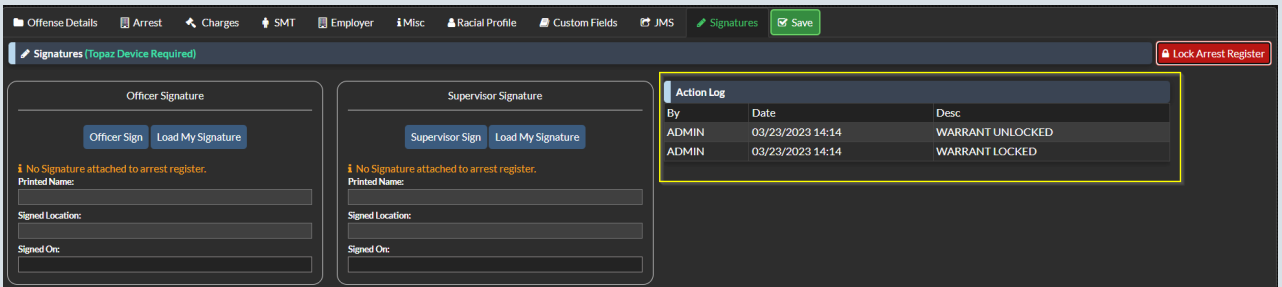 Offense Details Arrest Charges SMT Employer Misc Racial Profile Custom Fields JMS Signatures Save
Signatures (Topaz Device Required) Lock Arrest Register
Officer Signature
Officer Sign Load My Signature
No Signature attached to arrest register.
Printed Name:
Signed Location:
Signed On:
Supervisor Signature
Supervisor Sign Load My Signature
No Signature attached to arrest register.
Printed Name:
Signed Location:
Signed On:
Action Log
By Date Desc
ADMIN 03/23/2023 14:14 WARRANT UNLOCKED
ADMIN 03/23/2023 14:14 WARRANT LOCKED